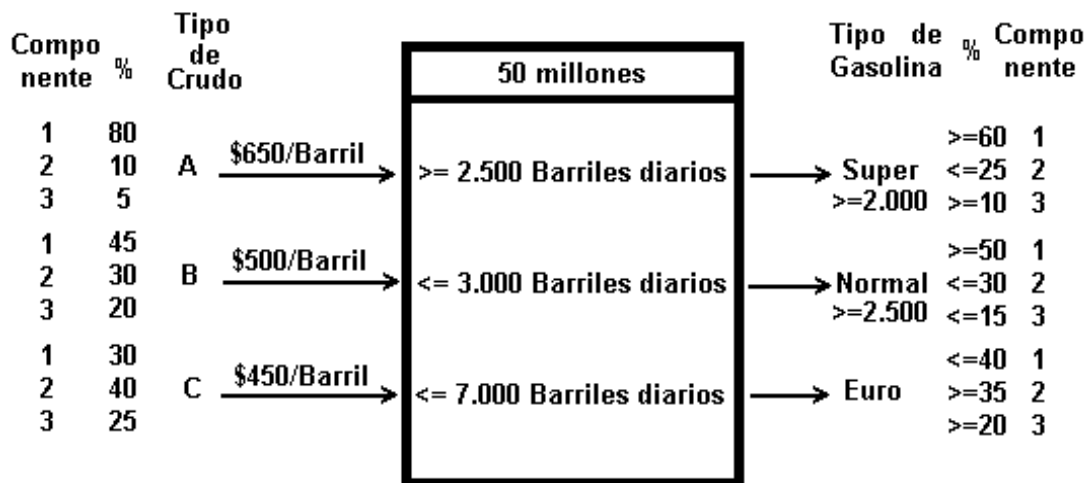 Compo nente % Tipo de Crudo
50 millones
Tipo de Gasolina % Compo nente
1 80
2 10 A $650/Barril
3 5
>= 2.500 Barriles diarios
Super >=2.000
>=60 1
<=25 2
>=10 3
1 45
2 30 B $500/Barril
3 20
<= 3.000 Barriles diarios
Normal >=2.500
>=50 1
<=30 2
<=15 3
1 30
2 40 C $450/Barril
3 25
<= 7.000 Barriles diarios
Euro
<=40 1
>=35 2
>=20 3